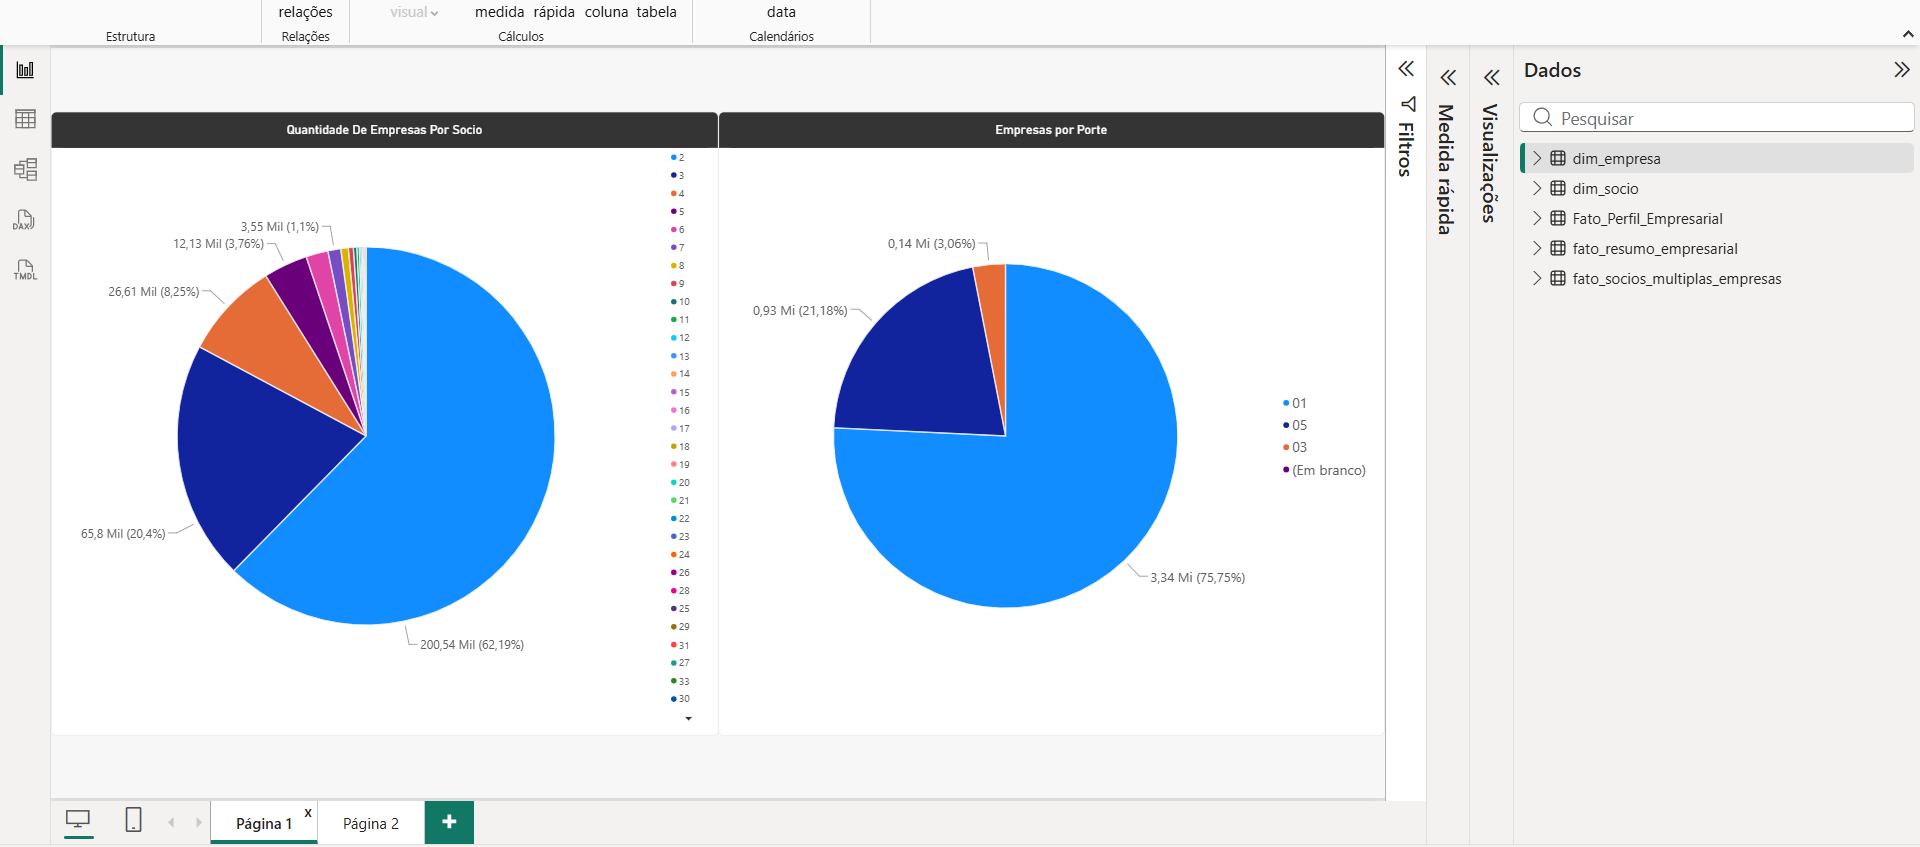 relações
visual
medida rápida coluna tabela
data
Estrutura
Relações
Cálculos
Calendários
Quantidade De Empresas Por Socio
2
3
4
5
6
7
8
9
10
11
12
13
14
15
16
17
18
19
20
21
22
23
24
26
28
25
29
31
27
33
30
3,55 Mil (1,1%)
12,13 Mil (3,76%)
26,61 Mil (8,25%)
65,8 Mil (20,4%)
200,54 Mil (62,19%)
Empresas por Porte
0,14 Mi (3,06%)
0,93 Mi (21,18%)
3,34 Mi (75,75%)
01
05
03
(Em branco)
Filtros
Medida rápida
Visualizações
Dados
Pesquisar
dim_empresa
dim_socio
Fato_Perfil_Empresarial
fato_resumo_empresarial
fato_socios_multiplas_empresas
DAX
TMDL
Página 1
x
Página 2
+